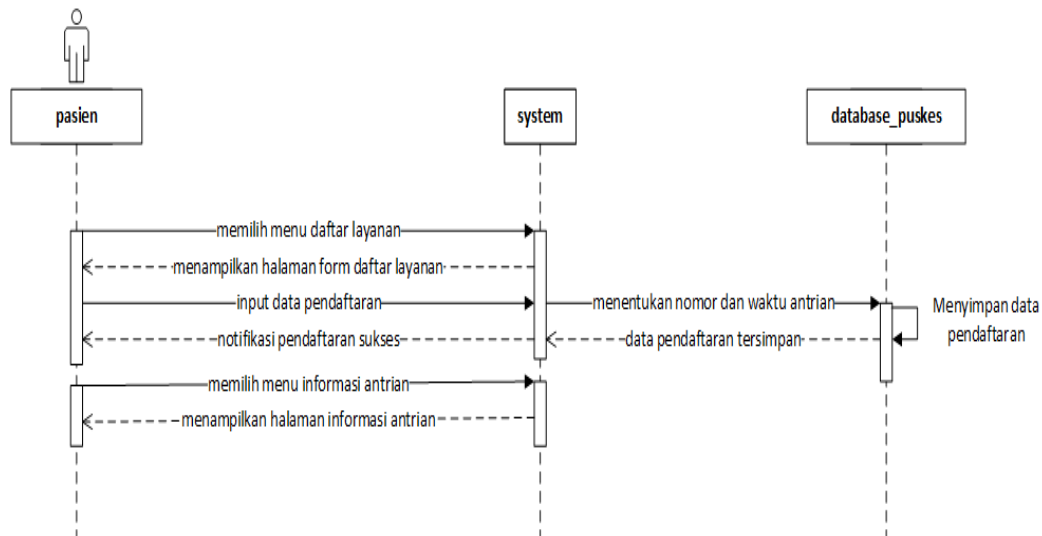 pasien
system
database_puskes
memilih menu daftar layanan
menampilkan halaman form daftar layanan
input data pendaftaran
menentukan nomor dan waktu antrian
Menyimpan data
pendaftaran
notifikasi pendaftaran sukses
data pendaftaran tersimpan
memilih menu informasi antrian
menampilkan halaman informasi antrian